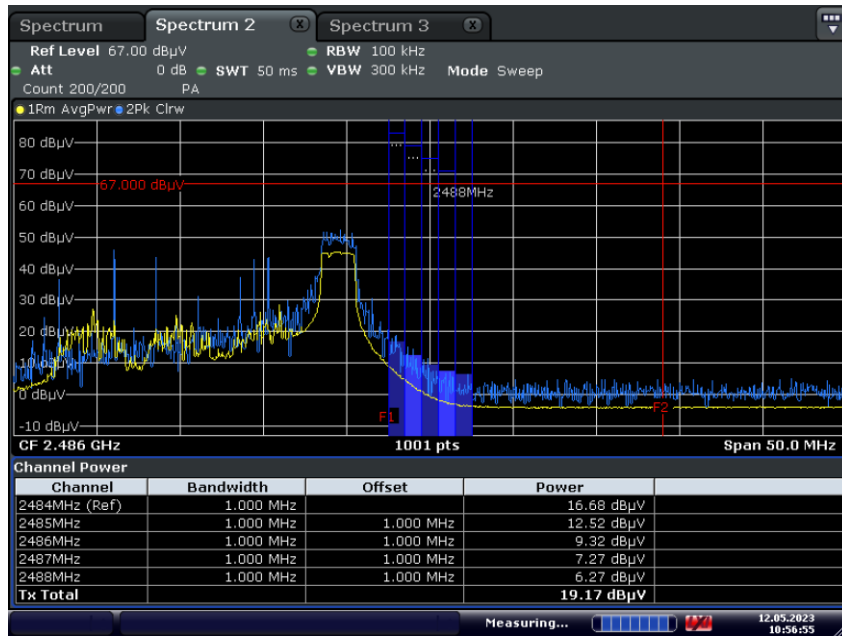 Spectrum Spectrum 2 X Spectrum 3 X
Ref Level 67.00 dBµV RBW 100 kHz
Att 0 dB SWT 50 ms VBW 300 kHz Mode Sweep
Count 200/200 PA
1Rm AvgPwr 2Pk Clrw
80 dBµV
70 dBµV
67.000 dBµV
2488MHz
60 dBµV
50 dBµV
40 dBµV
30 dBµV
20 dBµV
10 dBµV
0 dBµV
F1 F2
-10 dBµV
CF 2.486 GHz 1001 pts Span 50.0 MHz
Channel Power
Channel Bandwidth Offset Power
2484MHz (Ref) 1.000 MHz 16.68 dBµV
2485MHz 1.000 MHz 1.000 MHz 12.52 dBµV
2486MHz 1.000 MHz 1.000 MHz 9.32 dBµV
2487MHz 1.000 MHz 1.000 MHz 7.27 dBµV
2488MHz 1.000 MHz 1.000 MHz 6.27 dBµV
Tx Total 19.17 dBµV
Measuring... 12.05.2023
10:56:55